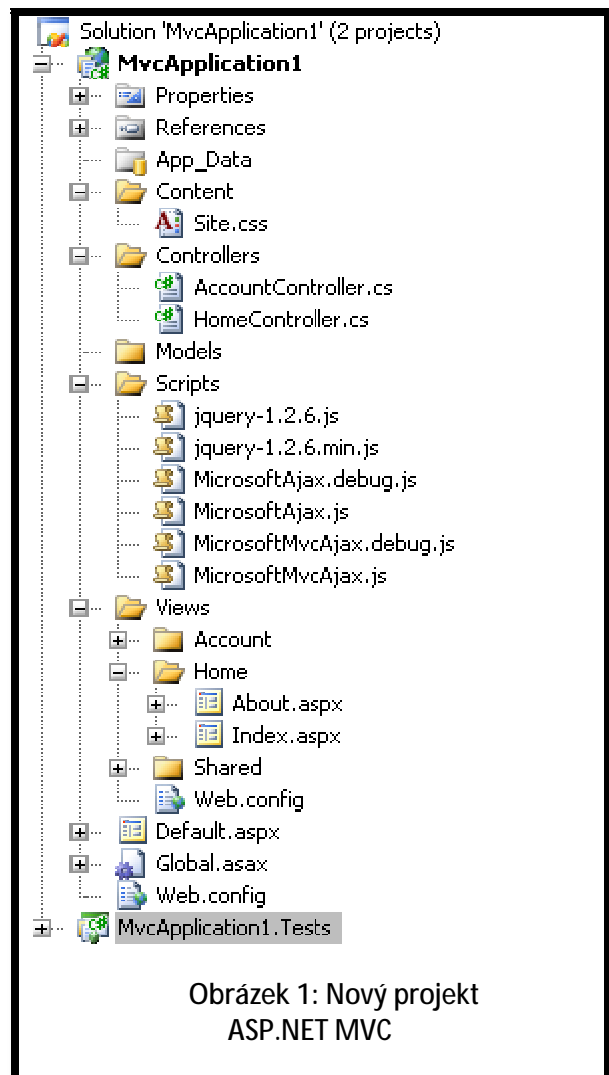 Solution 'MvcApplication1' (2 projects)
MvcApplication1
Properties
References
App_Data
Content
Site.css
Controllers
AccountController.cs
HomeController.cs
Models
Scripts
jquery-1.2.6.js
jquery-1.2.6.min.js
MicrosoftAjax.debug.js
MicrosoftAjax.js
MicrosoftMvcAjax.debug.js
MicrosoftMvcAjax.js
Views
Account
Home
About.aspx
Index.aspx
Shared
Web.config
Default.aspx
Global.asax
Web.config
MvcApplication1.Tests
Obrázek 1: Nový projekt
ASP.NET MVC